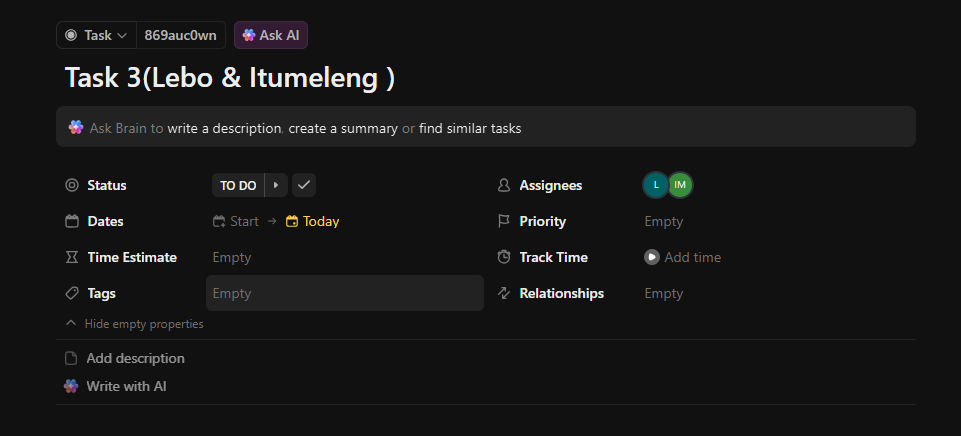 Task 869auc0wn Ask AI
Task 3(Lebo & Itumeleng )
Ask Brain to write a description, create a summary or find similar tasks
Status TO DO Assignees L IM
Dates Start → Today Priority Empty
Time Estimate Empty Track Time Add time
Tags Empty Relationships Empty
Hide empty properties
Add description
Write with AI